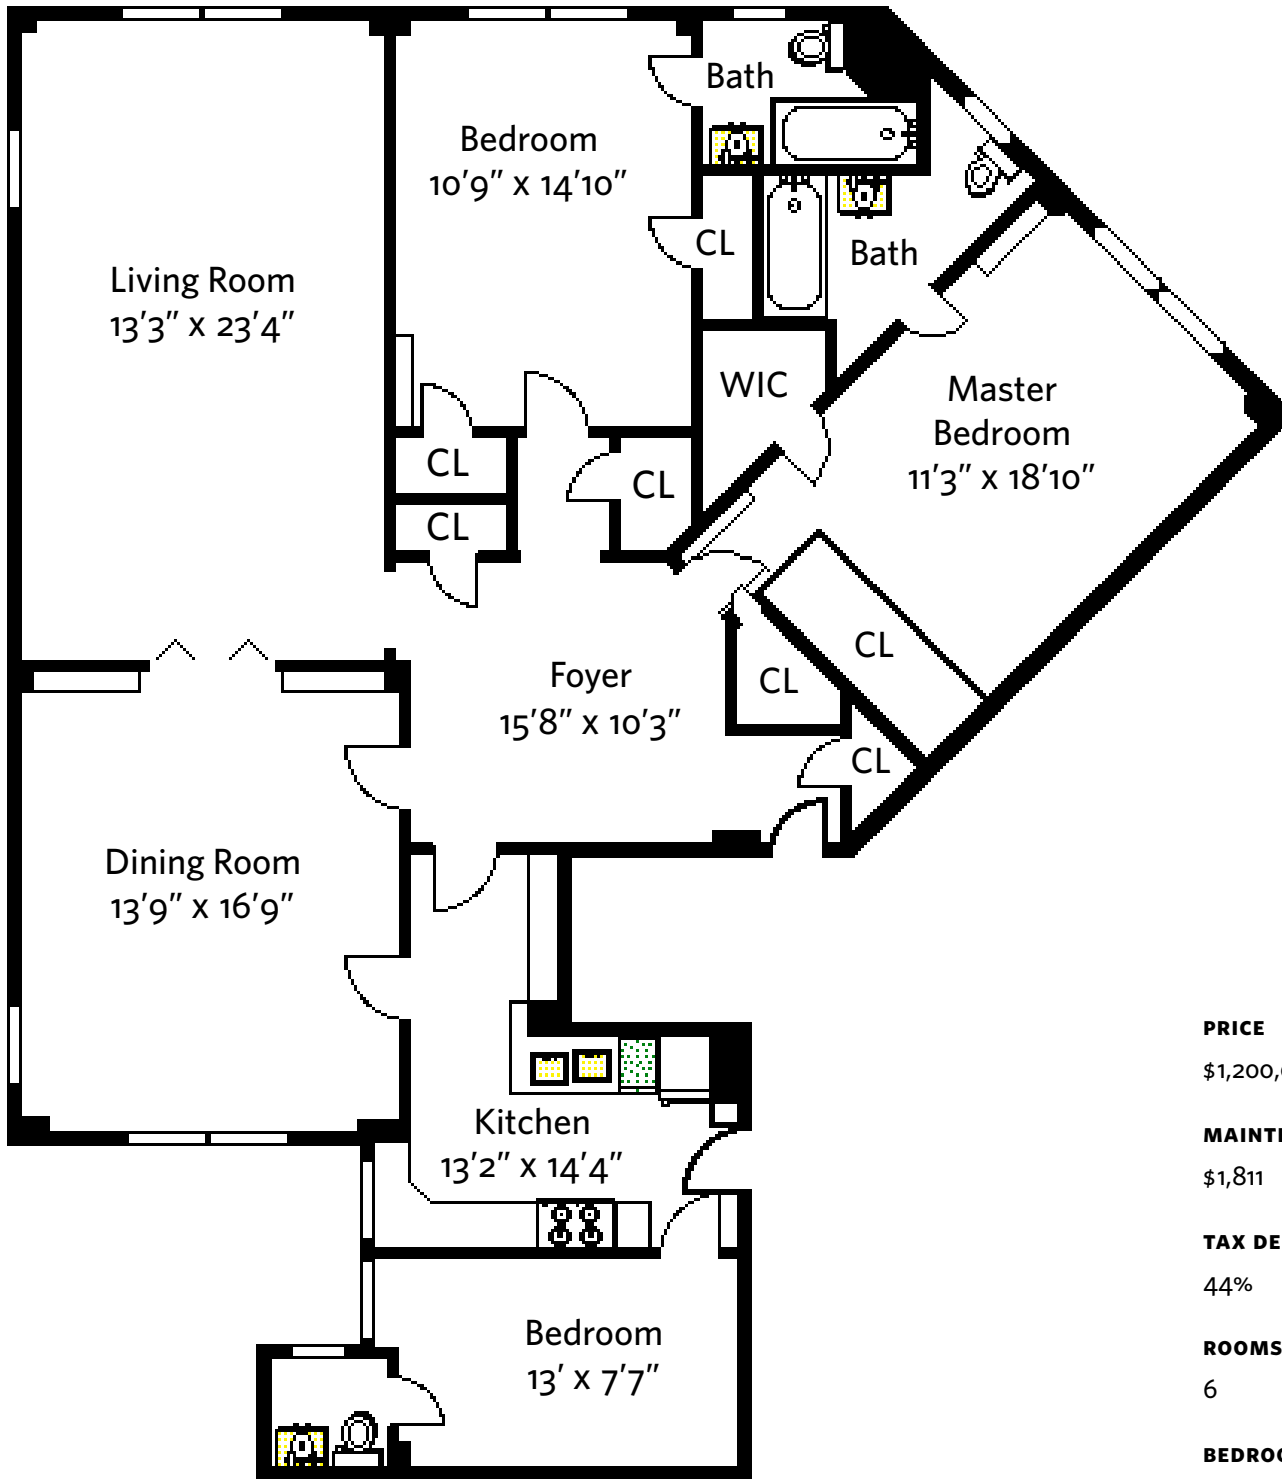 Bath
Bedroom
10'9" x 14'10"
CL
Bath
Living Room
13'3" x 23'4"
WIC
Master
Bedroom
11'3" x 18'10"
CL
CL
CL
CL
Foyer
15'8" x 10'3"
CL
CL
Dining Room
13'9" x 16'9"
Kitchen
13'2" x 14'4"
Bedroom
13' x 7'7"
PRICE
$1,811
44%
ROOMS
6